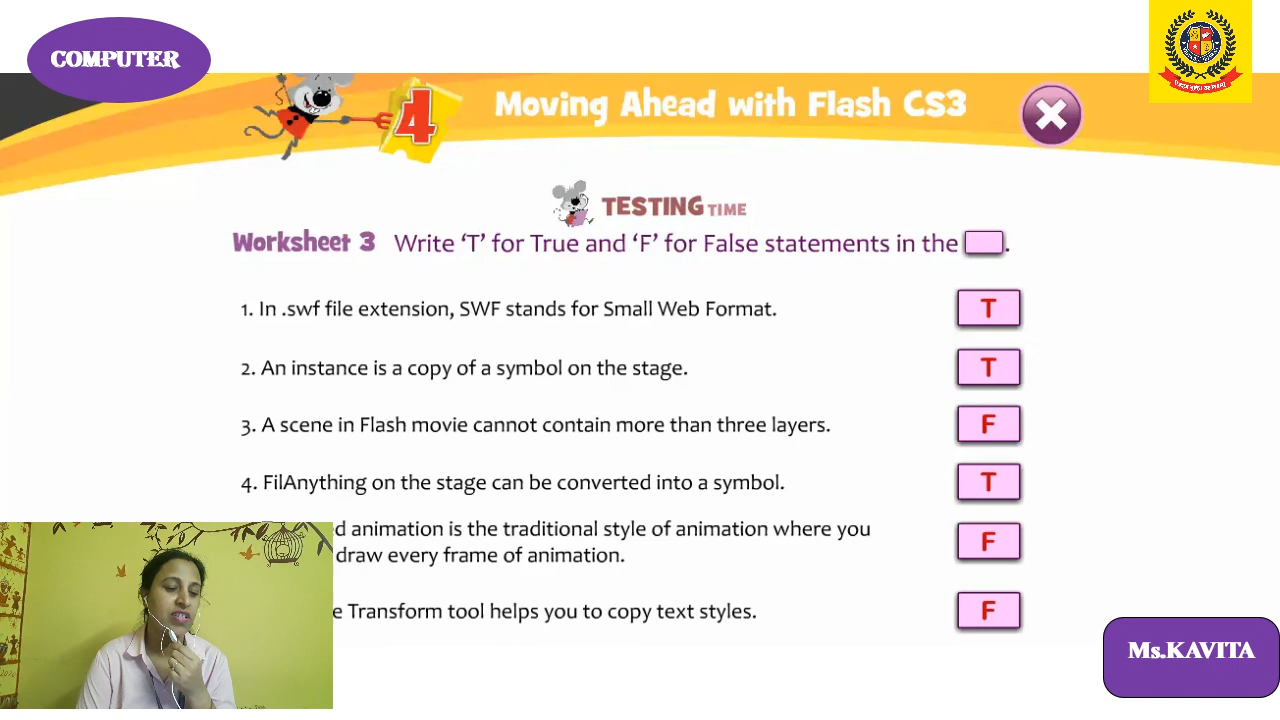 COMPUTER
4
Moving Ahead with Flash CS3
TESTING TIME
Worksheet 3 Write ‘T’ for True and ‘F’ for False statements in the .
1. In .swf file extension, SWF stands for Small Web Format. T
2. An instance is a copy of a symbol on the stage. T
3. A scene in Flash movie cannot contain more than three layers. F
4. FilAnything on the stage can be converted into a symbol. T
d animation is the traditional style of animation where you
draw every frame of animation. F
e Transform tool helps you to copy text styles. F
Ms.KAVITA